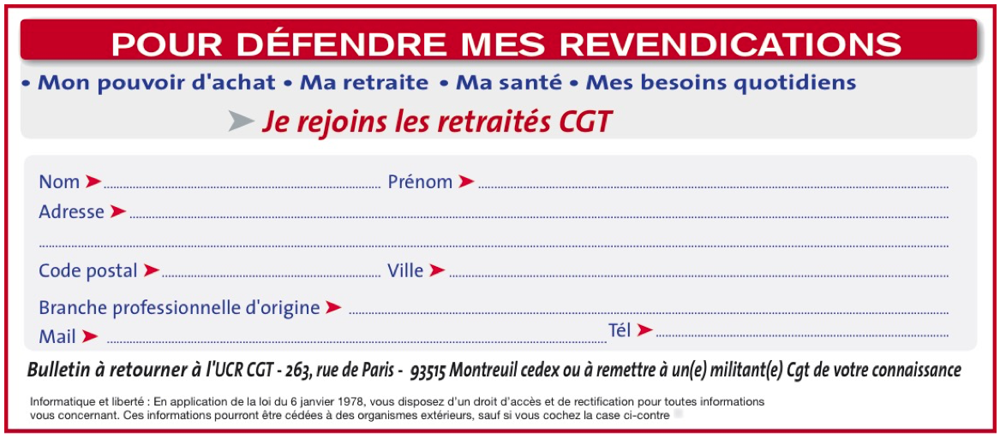 POUR DÉFENDRE MES REVENDICATIONS
• Mon pouvoir d'achat • Ma retraite • Ma santé • Mes besoins quotidiens
➤ Je rejoins les retraités CGT
Nom ➤ ........................ Prénom ➤ ........................
Adresse ➤ ........................
........................
Code postal ➤ ........................ Ville ➤ ........................
Branche professionnelle d'origine ➤ ........................
Mail ➤ ........................ Tél ➤ ........................
Bulletin à retourner à l'UCR CGT - 263, rue de Paris - 93515 Montreuil cedex ou à remettre à un(e) militant(e) Cgt de votre connaissance
Informatique et liberté : En application de la loi du 6 janvier 1978, vous disposez d'un droit d'accès et de rectification pour toutes informations
vous concernant. Ces informations pourront être cédées à des organismes extérieurs, sauf si vous cochez la case ci-contre